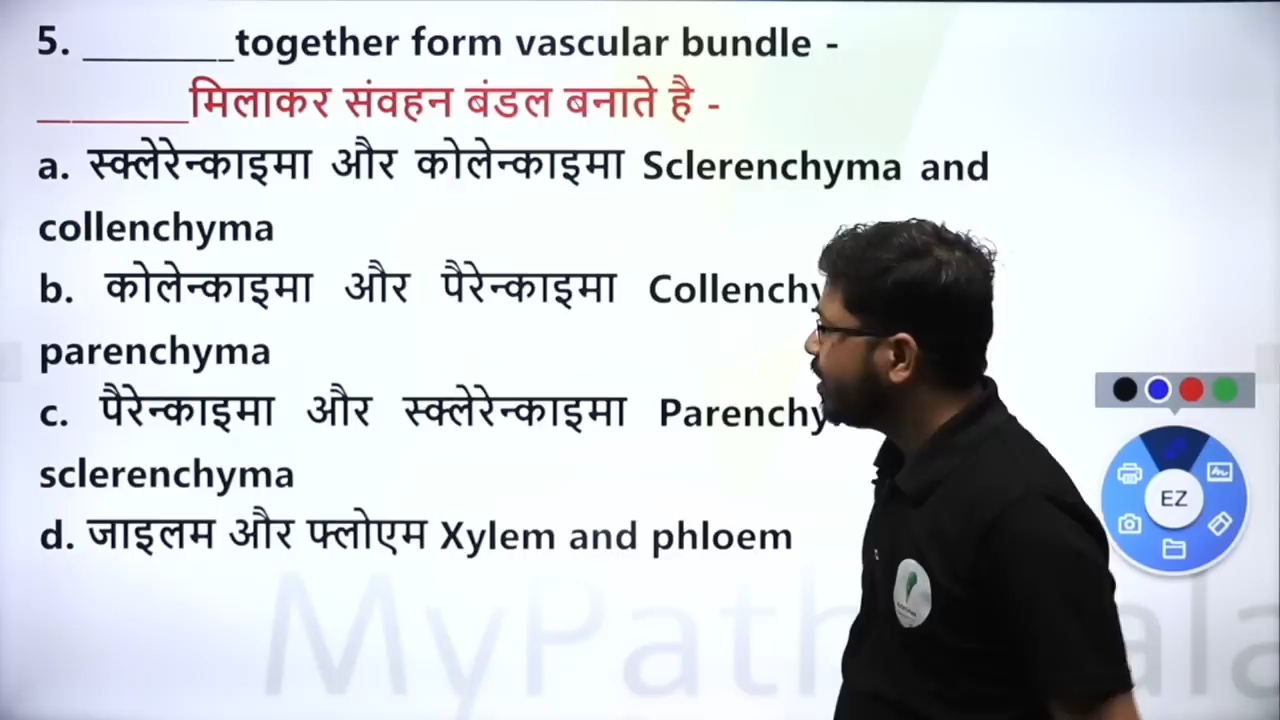 5. ________together form vascular bundle -
________मिलाकर संवहन बंडल बनाते है -
a. स्क्लेरेन्काइमा और कोलेन्काइमा Sclerenchyma and
collenchyma
b. कोलेन्काइमा और पैरेन्काइमा
parenchyma
c. पैरेन्काइमा और स्क्लेरेन्काइमा
sclerenchyma
d. जाइलम और फ्लोएम Xylem and phloem
EZ